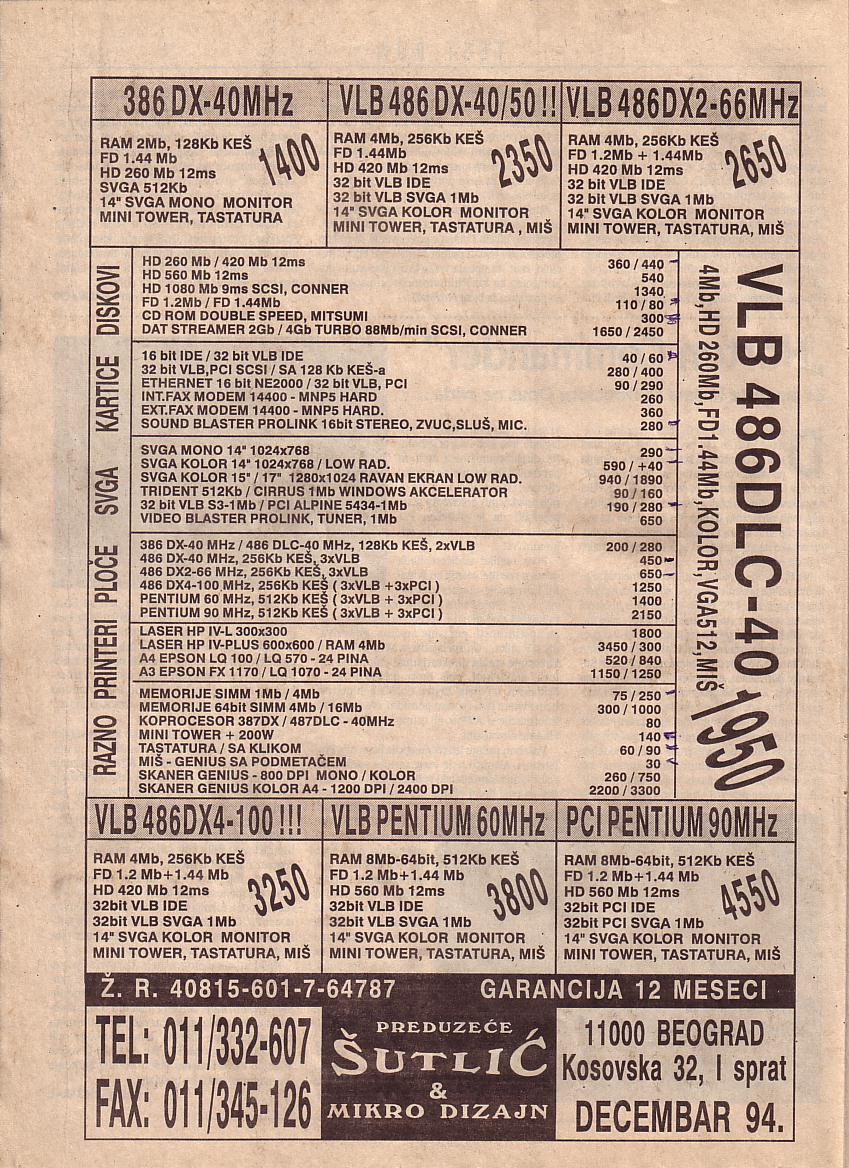 386 DX-40MHz
RAM 2Mb, 128Kb KEŠ
FD 1.44 Mb
HD 260 Mb 12ms
SVGA 512Kb
14" SVGA MONO MONITOR
MINI TOWER, TASTATURA
1400
VLB 486 DX-40/50 !!
RAM 4Mb, 256Kb KEŠ
FD 1.44Mb
HD 420 Mb 12ms
32 bit VLB IDE
32 bit VLB SVGA 1Mb
14" SVGA KOLOR MONITOR
MINI TOWER, TASTATURA , MIŠ
2350
VLB 486DX2-66MHz
RAM 4Mb, 256Kb KEŠ
FD 1.2Mb + 1.44Mb
HD 420 Mb 12ms
32 bit VLB IDE
32 bit VLB SVGA 1Mb
14" SVGA KOLOR MONITOR
MINI TOWER, TASTATURA, MIŠ
2650
DISKOVI
HD 260 Mb / 420 Mb 12ms 360 / 440
HD 560 Mb 12ms 540
HD 1080 Mb 9ms SCSI, CONNER 1340
FD 1.2Mb / FD 1.44Mb 110 / 80
CD ROM DOUBLE SPEED, MITSUMI 300
DAT STREAMER 2Gb / 4Gb TURBO 88Mb/min SCSI, CONNER 1650 / 2450
KARTICE
16 bit IDE / 32 bit VLB IDE 40 / 60
32 bit VLB,PCI SCSI / SA 128 Kb KEŠ-a 280 / 400
ETHERNET 16 bit NE2000 / 32 bit VLB, PCI 90 / 290
INT.FAX MODEM 14400 - MNP5 HARD 260
EXT.FAX MODEM 14400 - MNP5 HARD. 360
SOUND BLASTER PROLINK 16bit STEREO, ZVUC,SLUŠ, MIC. 280
SVGA
SVGA MONO 14" 1024x768 290
SVGA KOLOR 14" 1024x768 / LOW RAD. 590 / +40
SVGA KOLOR 15" / 17" 1280x1024 RAVAN EKRAN LOW RAD. 940 / 1890
TRIDENT 512Kb / CIRRUS 1Mb WINDOWS AKCELERATOR 90 / 160
32 bit VLB S3-1Mb / PCI ALPINE 5434-1Mb 190 / 280
VIDEO BLASTER PROLINK, TUNER, 1Mb 650
PLOČE
386 DX-40 MHz / 486 DLC-40 MHz, 128Kb KEŠ, 2xVLB 200 / 280
486 DX-40 MHz, 256Kb KEŠ, 3xVLB 450
486 DX2-66 MHz, 256Kb KEŠ, 3xVLB 650
486 DX4-100 MHz, 256Kb KEŠ ( 3xVLB +3xPCI ) 1250
PENTIUM 60 MHz, 512Kb KEŠ ( 3xVLB + 3xPCI ) 1400
PENTIUM 90 MHz, 512Kb KEŠ ( 3xVLB + 3xPCI ) 2150
PRINTERI
LASER HP IV-L 300x300 1800
LASER HP IV-PLUS 600x600 / RAM 4Mb 3450 / 300
A4 EPSON LQ 100 / LQ 570 - 24 PINA 520 / 840
A3 EPSON FX 1170 / LQ 1070 - 24 PINA 1150 / 1250
RAZNO
MEMORIJE SIMM 1Mb / 4Mb 75 / 250
MEMORIJE 64bit SIMM 4Mb / 16Mb 300 / 1000
KOPROCESOR 387DX / 487DLC - 40MHz 80
MINI TOWER + 200W 140
TASTATURA / SA KLIKOM 60 / 90
MIŠ - GENIUS SA PODMETAČEM 30
SKANER GENIUS - 800 DPI MONO / KOLOR 260 / 750
SKANER GENIUS KOLOR A4 - 1200 DPI / 2400 DPI 2200 / 3300
VLB 486DLC-40
4Mb,HD 260Mb,FD1.44Mb,KOLOR,VGA512,MIŠ
1950
VLB 486DX4-100 !!!
RAM 4Mb, 256Kb KEŠ
FD 1.2 Mb+1.44 Mb
HD 420 Mb 12ms
32bit VLB IDE
32bit VLB SVGA 1Mb
14" SVGA KOLOR MONITOR
MINI TOWER, TASTATURA, MIŠ
3250
VLB PENTIUM 60MHz
RAM 8Mb-64bit, 512Kb KEŠ
FD 1.2 Mb+1.44 Mb
HD 560 Mb 12ms
32bit VLB IDE
32bit VLB SVGA 1Mb
14" SVGA KOLOR MONITOR
MINI TOWER, TASTATURA, MIŠ
3800
PCI PENTIUM 90MHz
RAM 8Mb-64bit, 512Kb KEŠ
FD 1.2 Mb+1.44 Mb
HD 560 Mb 12ms
32bit PCI IDE
32bit PCI SVGA 1Mb
14" SVGA KOLOR MONITOR
MINI TOWER, TASTATURA, MIŠ
4550
Ž. R. 40815-601-7-64787 GARANCIJA 12 MESECI
TEL: 011/332-607
FAX: 011/345-126
PREDUZEĆE
ŠUTLIĆ
&
MIKRO DIZAJN
11000 BEOGRAD
Kosovska 32, I sprat
DECEMBAR 94.